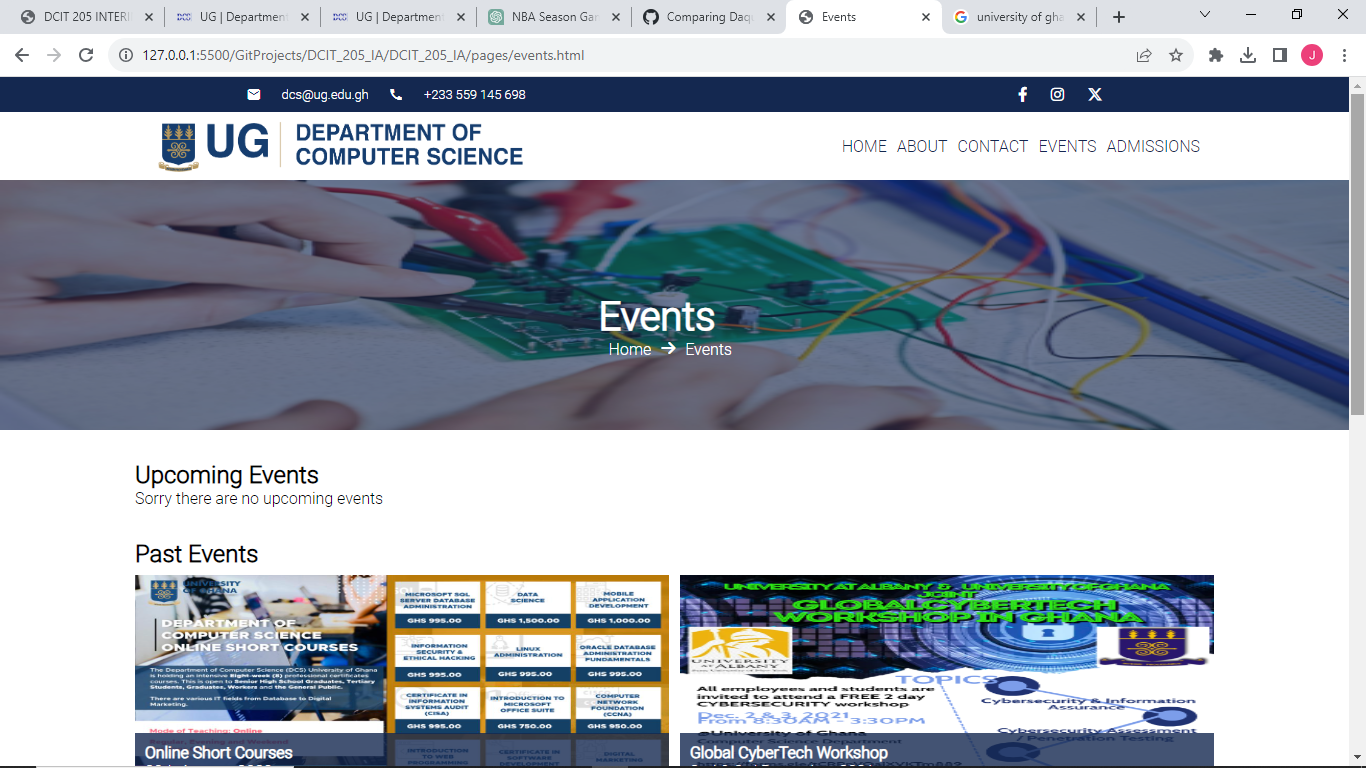 DCIT 205 INTERI
UG | Department
UG | Department
NBA Season Gar
Comparing Daqu
Events
university of gha
127.0.0.1:5500/GitProjects/DCIT_205_IA/DCIT_205_IA/pages/events.html
J
dcs@ug.edu.gh
+233 559 145 698
UG
DEPARTMENT OF
COMPUTER SCIENCE
HOME ABOUT CONTACT EVENTS ADMISSIONS
Events
Home → Events
Upcoming Events
Sorry there are no upcoming events
Past Events
UNIVERSITY
OF GHANA
DEPARTMENT OF
COMPUTER SCIENCE
ONLINE SHORT COURSES
The Department of Computer Science (DCS) University of Ghana
is holding an intensive Eight-week (8) professional certificates
courses. This is open to Senior High School Graduates, Tertiary
Students, Graduates, Workers and the General Public.
There are various IT fields from Database to Digital
Marketing.
Mode of Teaching: Online
MICROSOFT SQL
SERVER DATABASE
ADMINISTRATION
GHS 995.00
DATA
SCIENCE
GHS 1,500.00
MOBILE
APPLICATION
DEVELOPMENT
GHS 1,000.00
INFORMATION
SECURITY &
ETHICAL HACKING
GHS 995.00
LINUX
ADMINISTRATION
GHS 995.00
ORACLE DATABASE
ADMINISTRATION
FUNDAMENTALS
GHS 995.00
CERTIFICATE IN
INFORMATION
SYSTEMS AUDIT
(CISA)
GHS 995.00
INTRODUCTION TO
MICROSOFT
OFFICE SUITE
GHS 750.00
COMPUTER
NETWORK
FOUNDATION
(CCNA)
GHS 950.00
INTRODUCTION
TO WEB
PROGRAMMING
CERTIFICATE IN
SOFTWARE
DEVELOPMENT
DIGITAL
MARKETING
Online Short Courses
UNIVERSITY AT ALBANY & UNIVERSITY OF GHANA
JOINT
GLOBALCYBERTECH
WORKSHOP IN GHANA
UNIVERSITY
AT ALBANY
TOPICS
All employees and students are
invited to attend a FREE 2 day
CYBERSECURITY workshop
Dec. 2 & 3, 2021
From 8:30AM - 3:30PM
@University of Ghana
Computer Science Department
Cybersecurity & Information
Assurance
Cybersecurity Assessment
/ Penetration Testing
Global CyberTech Workshop